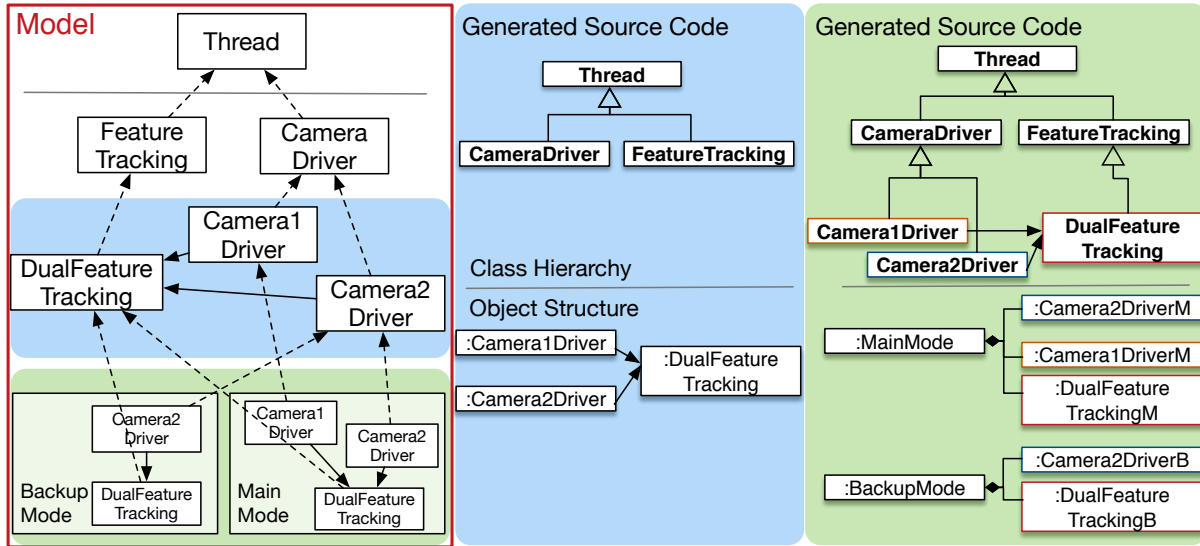 Model
Thread
Feature
Tracking
Camera
Driver
Camera1
Driver
DualFeature
Tracking
Camera2
Driver
Camera2
Driver
DualFeature
Tracking
Backup
Mode
Camera1
Driver
Camera2
Driver
DualFeature
Tracking
Main
Mode
Generated Source Code
Thread
CameraDriver
FeatureTracking
Class Hierarchy
Object Structure
:Camera1Driver
:DualFeature
Tracking
:Camera2Driver
Generated Source Code
Thread
CameraDriver
FeatureTracking
Camera1Driver
DualFeature
Tracking
Camera2Driver
:Camera2DriverM
:MainMode
:Camera1DriverM
:DualFeature
TrackingM
:Camera2DriverB
:BackupMode
:DualFeature
TrackingB